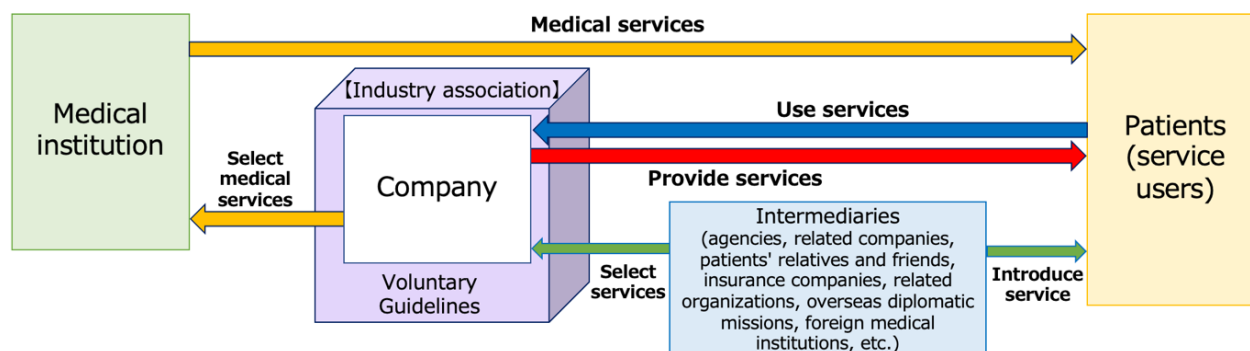 Medical services
Medical
institution
【Industry association】
Use services
Patients
(service
users)
Select
medical
services
Company
Provide services
Intermediaries
(agencies, related companies,
patients' relatives and friends,
insurance companies, related
organizations, overseas diplomatic
missions, foreign medical
institutions, etc.)
Select
services
Introduce
service
Voluntary
Guidelines